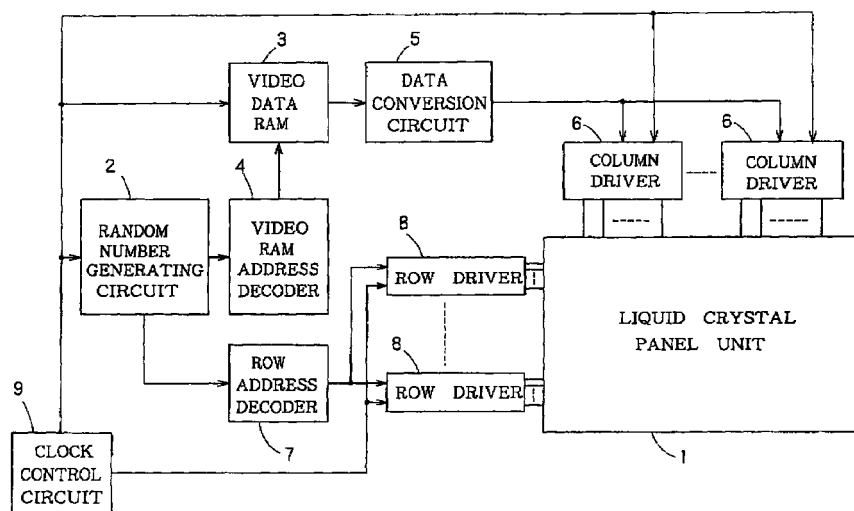 3
VIDEO
DATA
RAM
5
DATA
CONVERSION
CIRCUIT
6
COLUMN
DRIVER
6
COLUMN
DRIVER
2
RANDOM
NUMBER
GENERATING
CIRCUIT
4
VIDEO
RAM
ADDRESS
DECODER
8
ROW DRIVER
8
ROW DRIVER
LIQUID CRYSTAL
PANEL UNIT
1
ROW
ADDRESS
DECODER
7
9
CLOCK
CONTROL
CIRCUIT